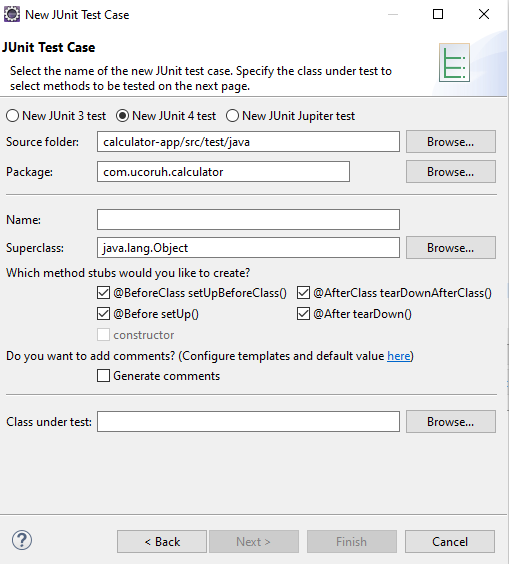 New JUnit Test Case
JUnit Test Case
Select the name of the new JUnit test case. Specify the class under test to
select methods to be tested on the next page.
New JUnit 3 test New JUnit 4 test New JUnit Jupiter test
Source folder: calculator-app/src/test/java Browse...
Package: com.ucoruh.calculator Browse...
Name:
Superclass: java.lang.Object Browse...
Which method stubs would you like to create?
@BeforeClass setUpBeforeClass() @AfterClass tearDownAfterClass()
@Before setUp() @After tearDown()
constructor
Do you want to add comments? (Configure templates and default value here)
Generate comments
Class under test: Browse...
? < Back Next > Finish Cancel